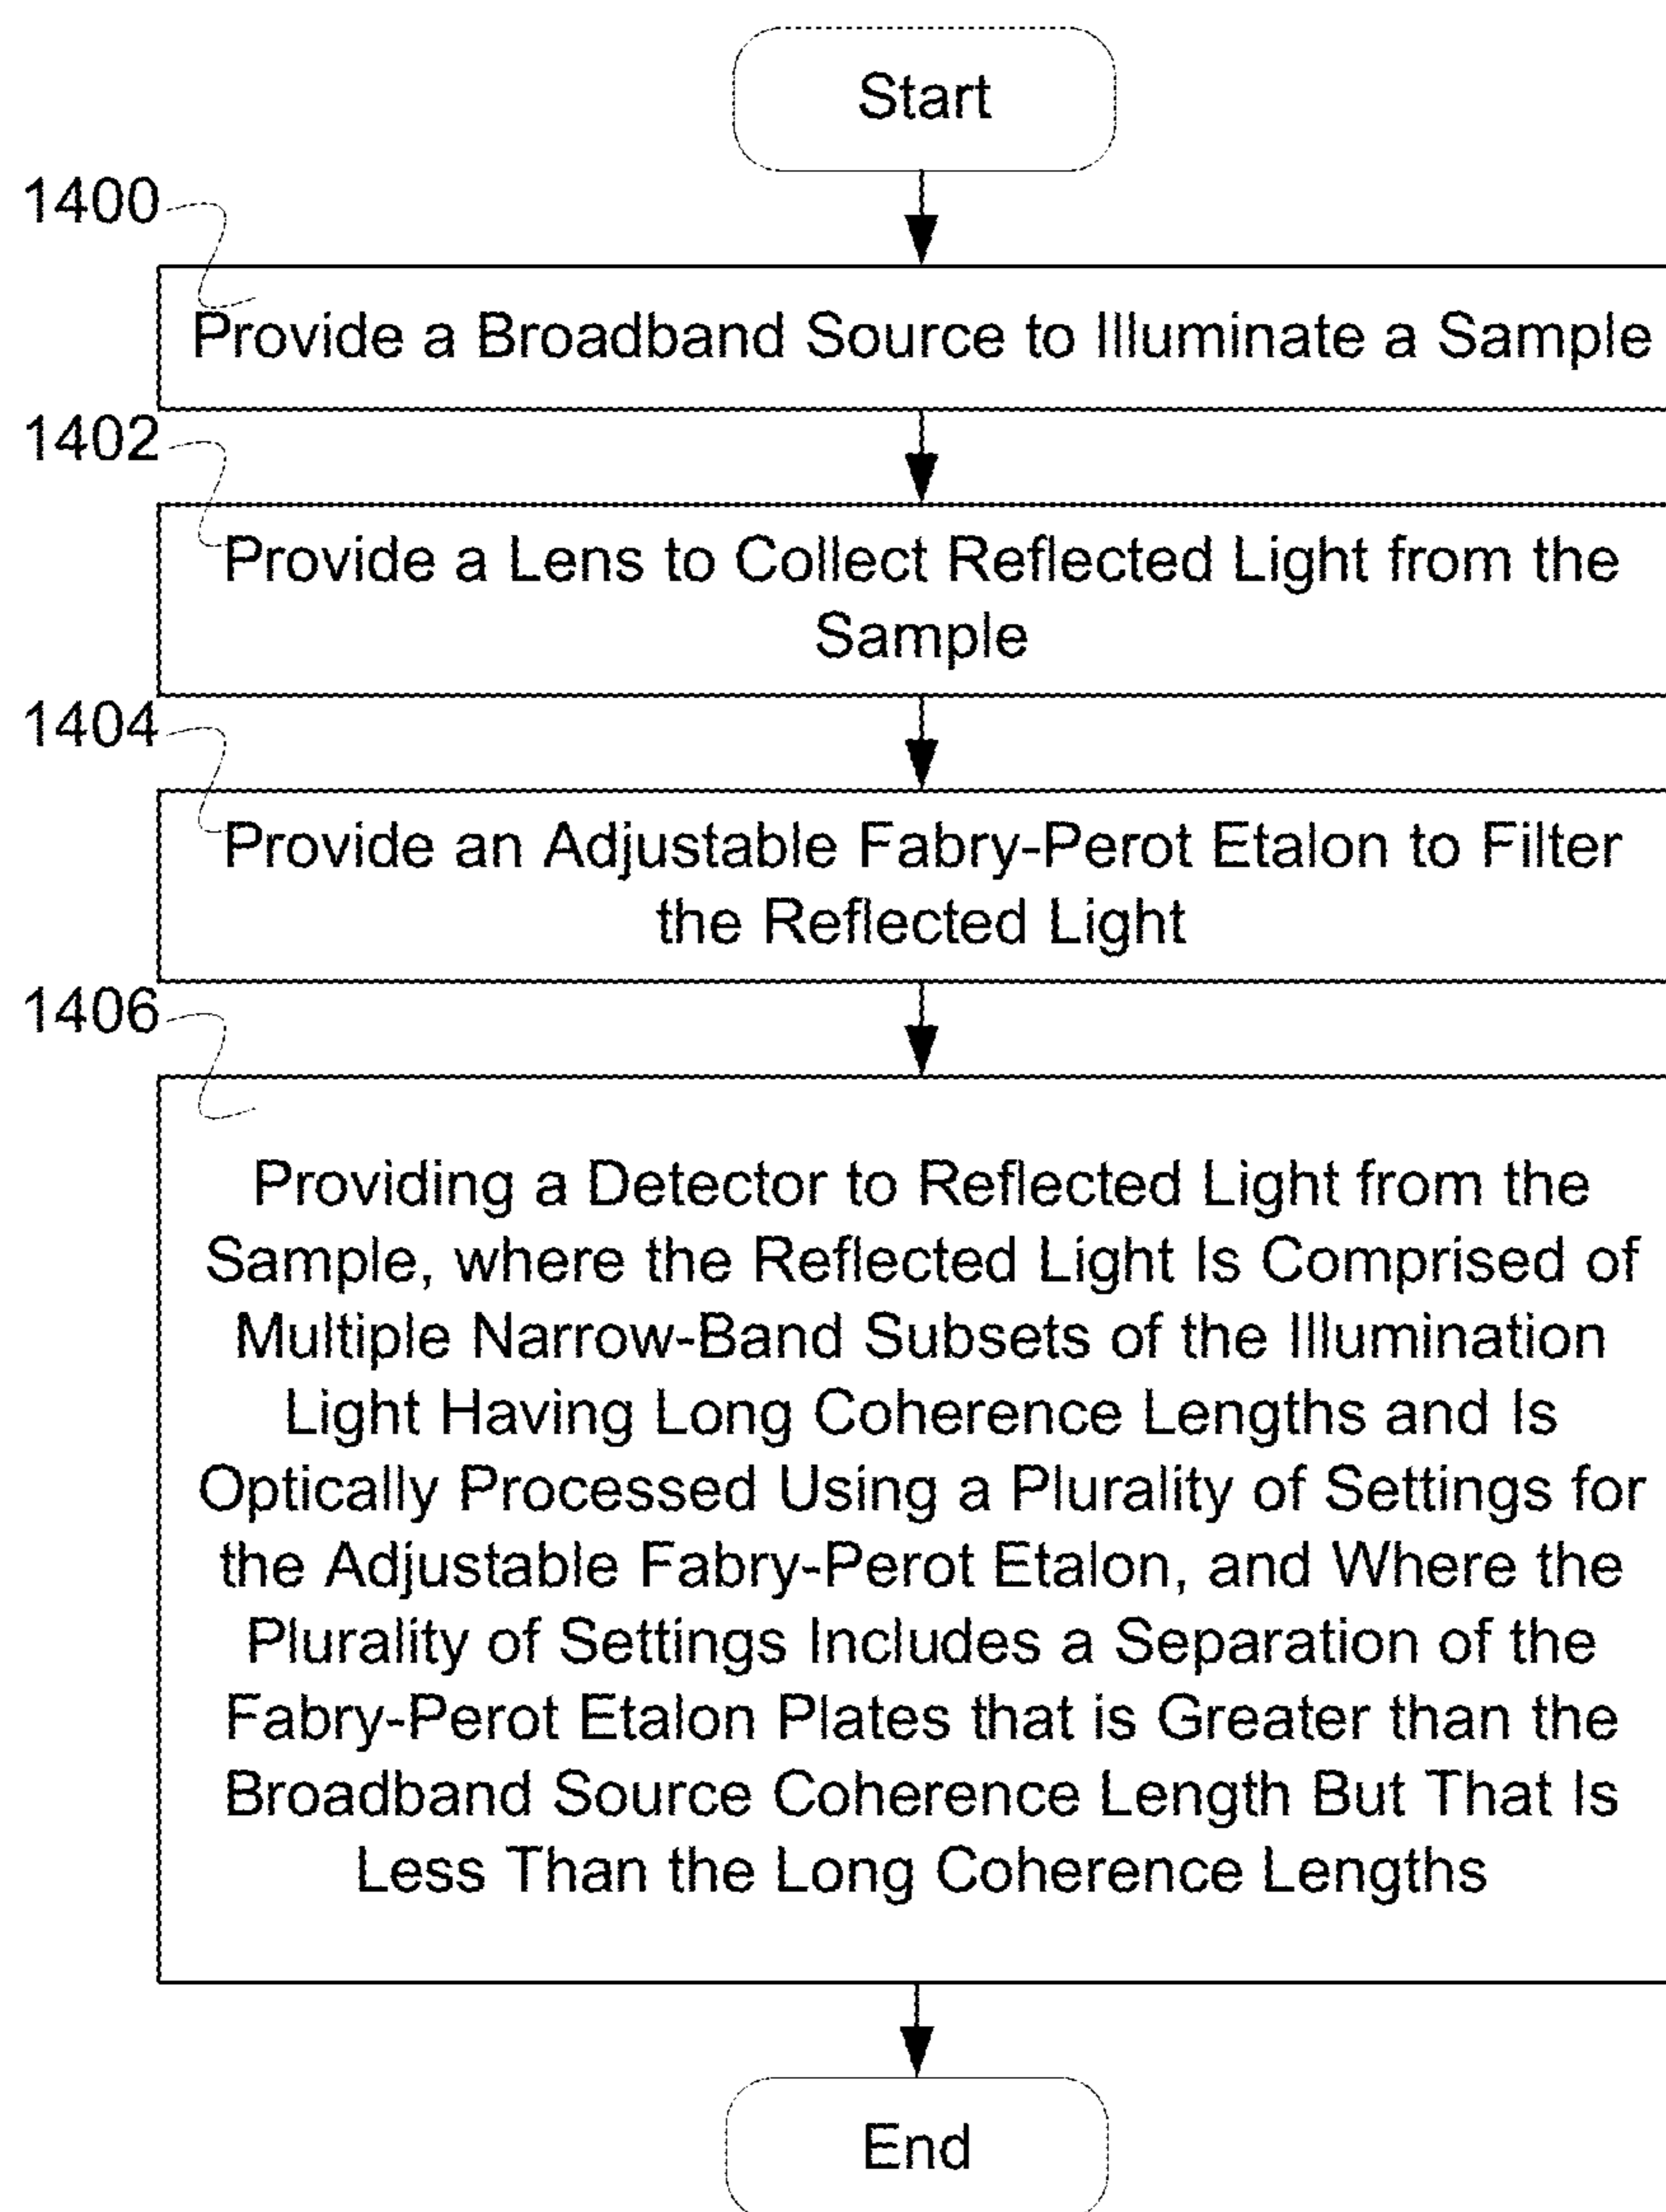 Start
1400
Provide a Broadband Source to Illuminate a Sample
1402
Provide a Lens to Collect Reflected Light from the
Sample
1404
Provide an Adjustable Fabry-Perot Etalon to Filter
the Reflected Light
1406
Providing a Detector to Reflected Light from the
Sample, where the Reflected Light Is Comprised of
Multiple Narrow-Band Subsets of the Illumination
Light Having Long Coherence Lengths and Is
Optically Processed Using a Plurality of Settings for
the Adjustable Fabry-Perot Etalon, and Where the
Plurality of Settings Includes a Separation of the
Fabry-Perot Etalon Plates that is Greater than the
Broadband Source Coherence Length But That Is
Less Than the Long Coherence Lengths
End